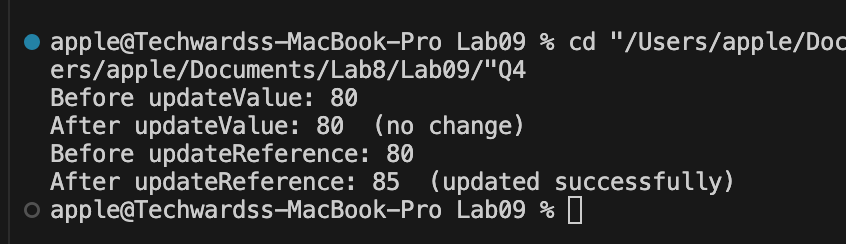 apple@Techwardss-MacBook-Pro Lab09 % cd "/Users/apple/Doc
ers/apple/Documents/Lab8/Lab09/"Q4
Before updateValue: 80
After updateValue: 80  (no change)
Before updateReference: 80
After updateReference: 85  (updated successfully)
apple@Techwardss-MacBook-Pro Lab09 %